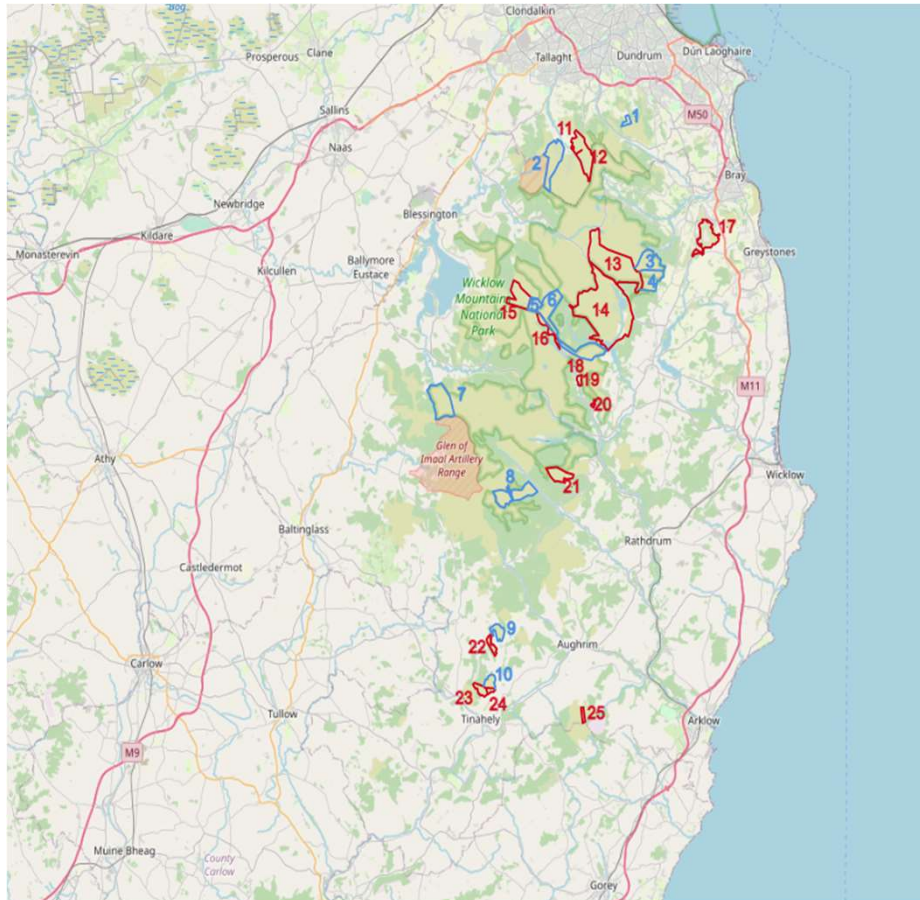 Bog
Clondalkin
Prosperous
Clane
Tallaght
Dundrum
Dún Laoghaire
Sallins
M50
1
11
12
2
Naas
Bray
Newbridge
Blessington
Kildare
17
Monasterevin
Greystones
Ballymore
Eustace
Kilcullen
13
3
4
Wicklow
Mountains
National
Park
15
5
6
14
16
18
19
20
7
M11
Glen of
Imaal Artillery
Range
Athy
21
Wicklow
8
Baltinglass
Rathdrum
Castledermot
9
22
Aughrim
Carlow
10
23
24
Tinahely
25
Tullow
Arklow
M9
Muine Bheag
County
Carlow
Gorey